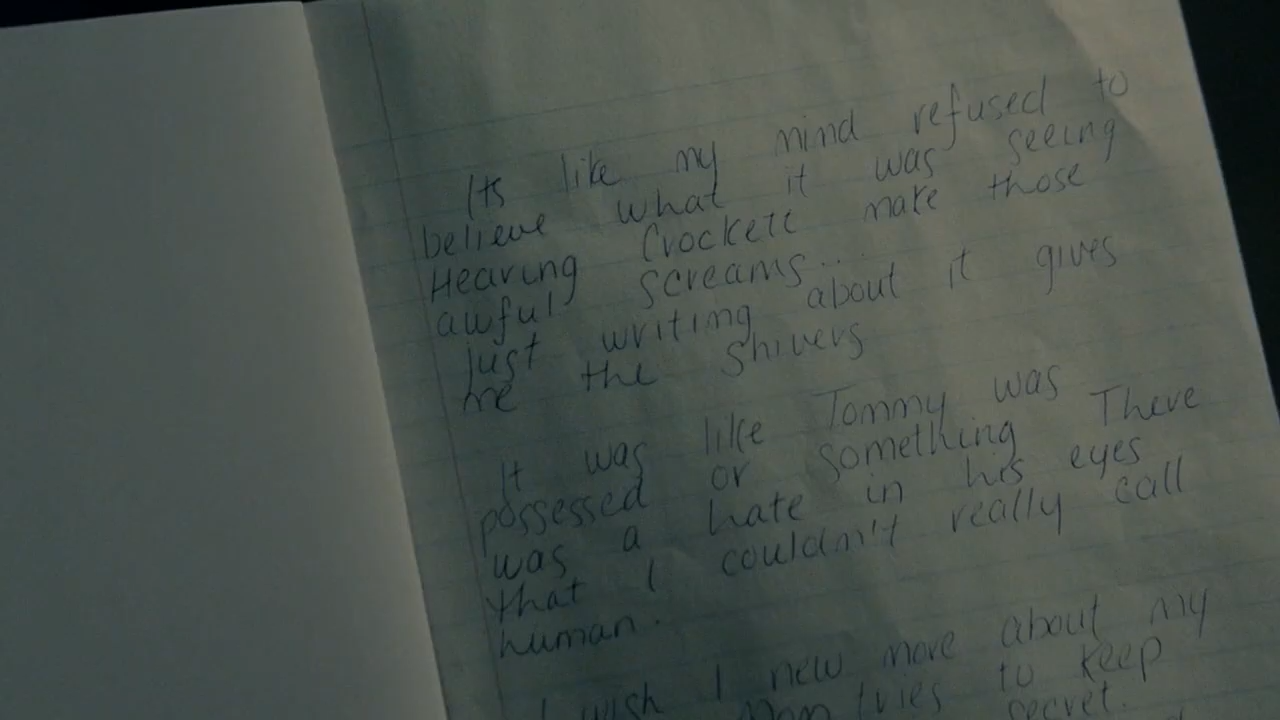 Its like my mind refused to
believe what it was seeing
Hearing Crockett make those
awful screams...
just writing about it gives
me the shivers
It was like Tommy was
possessed or something There
was a hate in his eyes
that I couldn't really call
human.
I wish I new more about my
Mom tries to keep
secret.